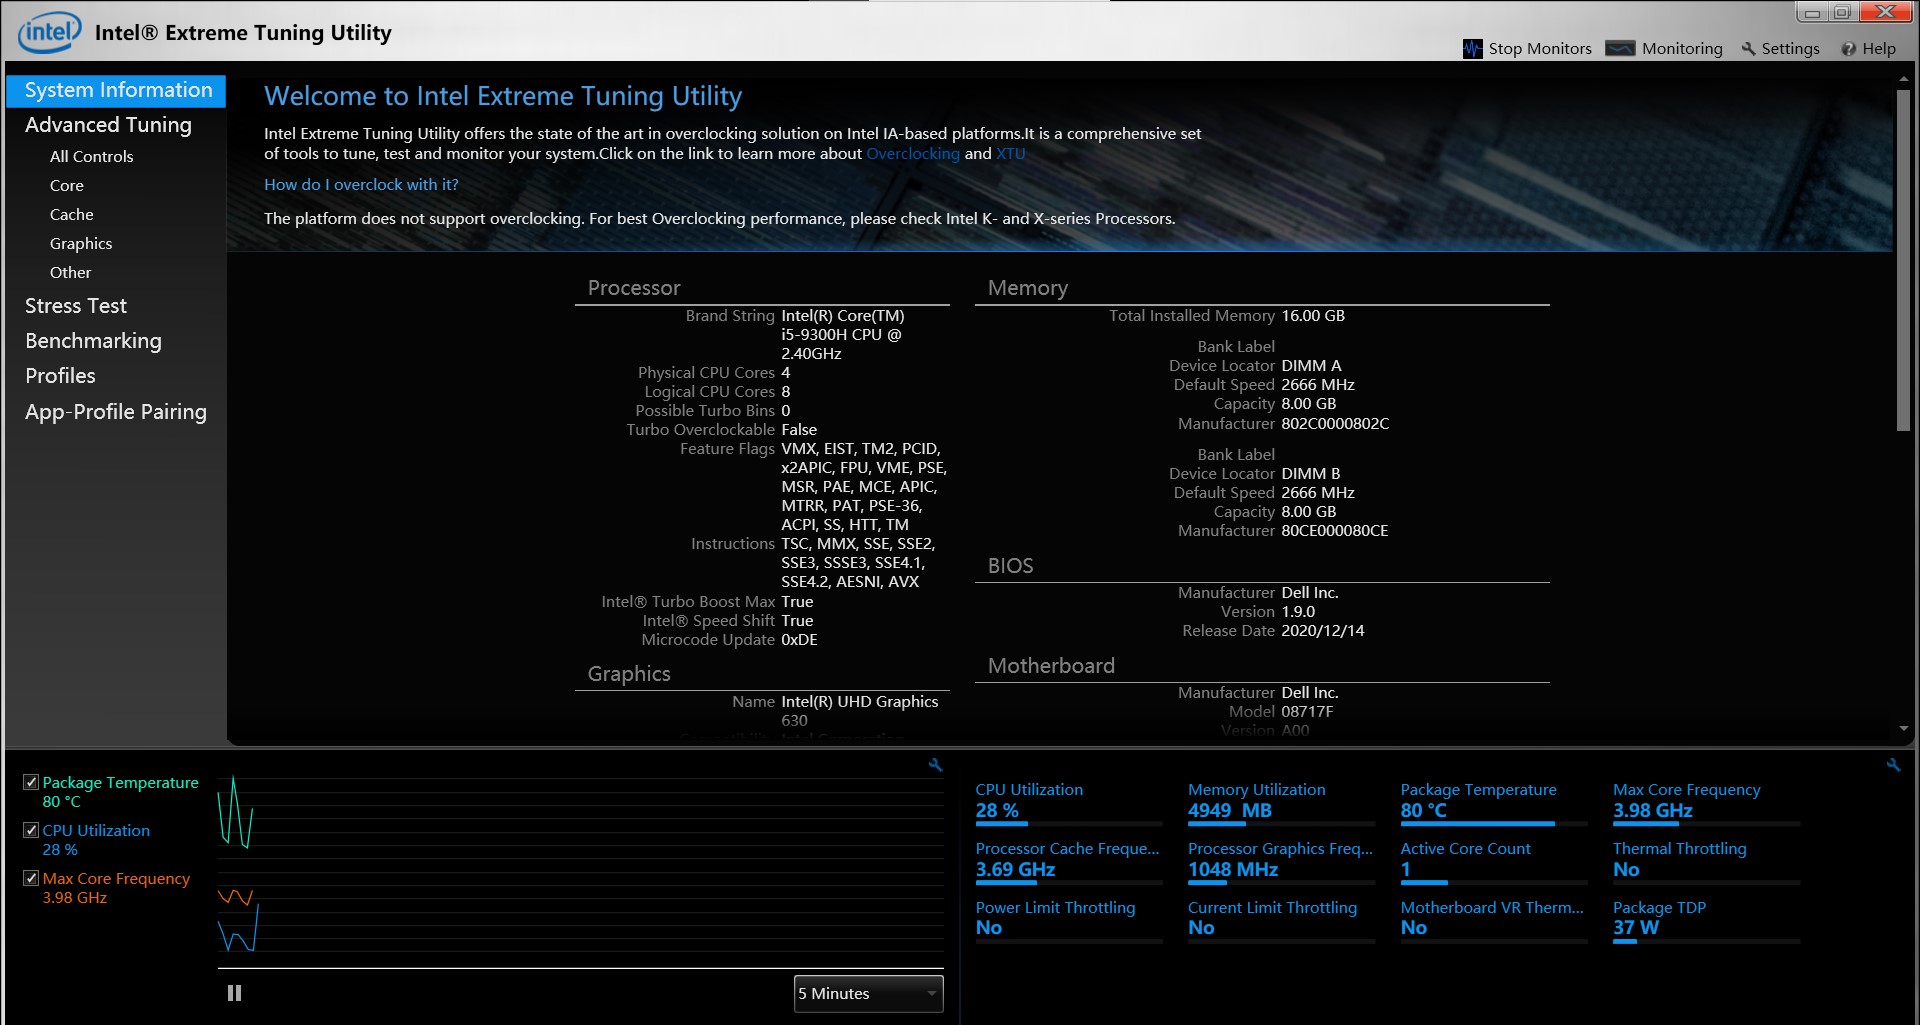 intel
Intel® Extreme Tuning Utility
Stop Monitors
Monitoring
Settings
Help
System Information
Advanced Tuning
All Controls
Core
Cache
Graphics
Other
Stress Test
Benchmarking
Profiles
App-Profile Pairing
Welcome to Intel Extreme Tuning Utility
Intel Extreme Tuning Utility offers the state of the art in overclocking solution on Intel IA-based platforms.It is a comprehensive set
of tools to tune, test and monitor your system.Click on the link to learn more about Overclocking and XTU
How do I overclock with it?
The platform does not support overclocking. For best Overclocking performance, please check Intel K- and X-series Processors.
Processor
Brand String Intel(R) Core(TM)
i5-9300H CPU @
2.40GHz
Physical CPU Cores 4
Logical CPU Cores 8
Possible Turbo Bins 0
Turbo Overclockable False
Feature Flags VMX, EIST, TM2, PCID,
x2APIC, FPU, VME, PSE,
MSR, PAE, MCE, APIC,
MTRR, PAT, PSE-36,
ACPI, SS, HTT, TM
Instructions TSC, MMX, SSE, SSE2,
SSE3, SSSE3, SSE4.1,
SSE4.2, AESNI, AVX
Intel® Turbo Boost Max True
Intel® Speed Shift True
Microcode Update 0xDE
Graphics
Name Intel(R) UHD Graphics
630
Compatibility Intel Corporation
Memory
Total Installed Memory 16.00 GB
Bank Label
Device Locator DIMM A
Default Speed 2666 MHz
Capacity 8.00 GB
Manufacturer 802C0000802C
Bank Label
Device Locator DIMM B
Default Speed 2666 MHz
Capacity 8.00 GB
Manufacturer 80CE000080CE
BIOS
Manufacturer Dell Inc.
Version 1.9.0
Release Date 2020/12/14
Motherboard
Manufacturer Dell Inc.
Model 08717F
Version A00
Package Temperature
80 °C
CPU Utilization
28 %
Max Core Frequency
3.98 GHz
5 Minutes
CPU Utilization
28 %
Memory Utilization
4949 MB
Package Temperature
80 °C
Max Core Frequency
3.98 GHz
Processor Cache Freque...
3.69 GHz
Processor Graphics Freq...
1048 MHz
Active Core Count
1
Thermal Throttling
No
Power Limit Throttling
No
Current Limit Throttling
No
Motherboard VR Therm...
No
Package TDP
37 W